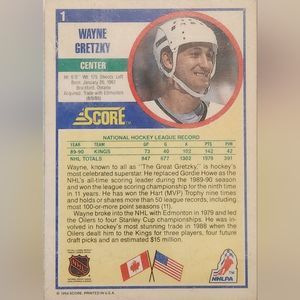 1
WAYNE
GRETZKY
CENTER
Ht: 6'0" Wt: 170 Shoots: Left
Born: January 26, 1961
Brantford, Ontario
Acquired: Trade with Edmonton
(8/9/88)
SCORE
NATIONAL HOCKEY LEAGUE RECORD
YEAR TEAM GP G A PTS PIM
89-90 KINGS 73 40 102 142 42
NHL TOTALS 847 677 1302 1979 391
Wayne, known to all as "The Great Gretzky," is
hockey's most celebrated superstar. He replaced Gordie Howe as the
NHL's all-time scoring leader during the 1989-90 season
and won the league scoring championship for the ninth time
in 11 years. He has won the Hart (MVP) Trophy nine times
and holds or shares more than 50 league records, including
most 100-or-more point seasons (11).
Wayne broke into the NHL with Edmonton in 1979 and led the
Oilers to four Stanley Cup championships. He was involved
in hockey's most stunning trade in 1988 when the
Oilers dealt him to the Kings for three players, four
future draft picks and an estimated $15 million.
NHL
NHLPA
© 1990 SCORE, PRINTED IN U.S.A.